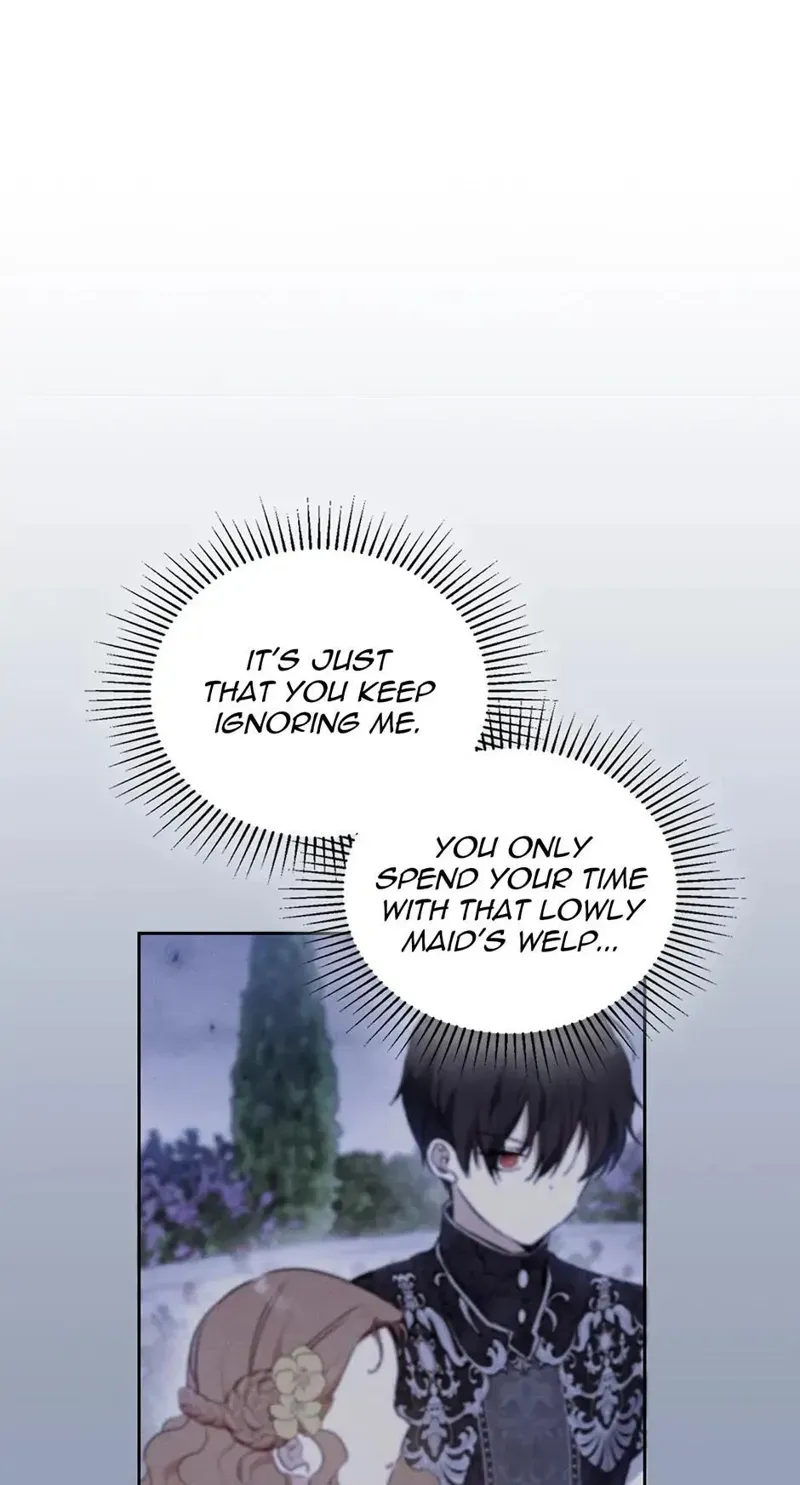 IT'S JUST
THAT YOU KEEP
IGNORING ME.
YOU ONLY
SPEND YOUR TIME
WITH THAT LOWLY
MAID'S WELP...